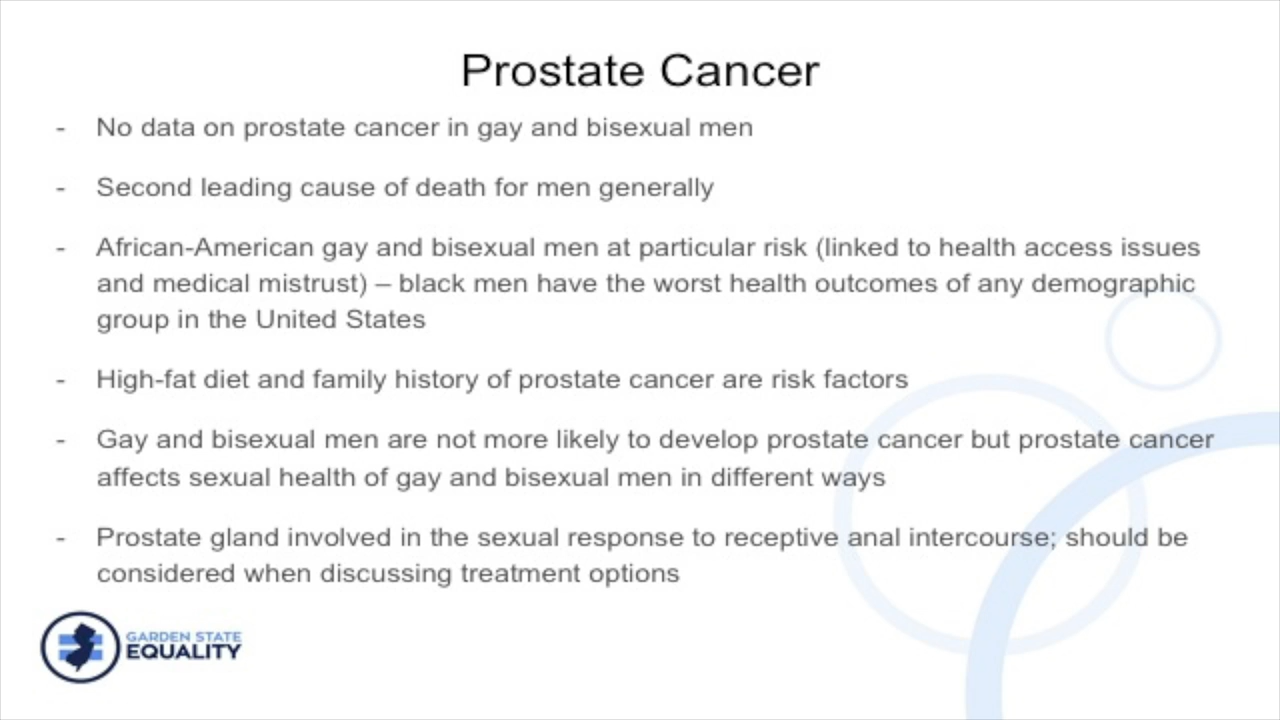 Prostate Cancer
- No data on prostate cancer in gay and bisexual men
- Second leading cause of death for men generally
- African-American gay and bisexual men at particular risk (linked to health access issues
and medical mistrust) – black men have the worst health outcomes of any demographic
group in the United States
- High-fat diet and family history of prostate cancer are risk factors
- Gay and bisexual men are not more likely to develop prostate cancer but prostate cancer
affects sexual health of gay and bisexual men in different ways
- Prostate gland involved in the sexual response to receptive anal intercourse; should be
considered when discussing treatment options
GARDEN STATE
EQUALITY